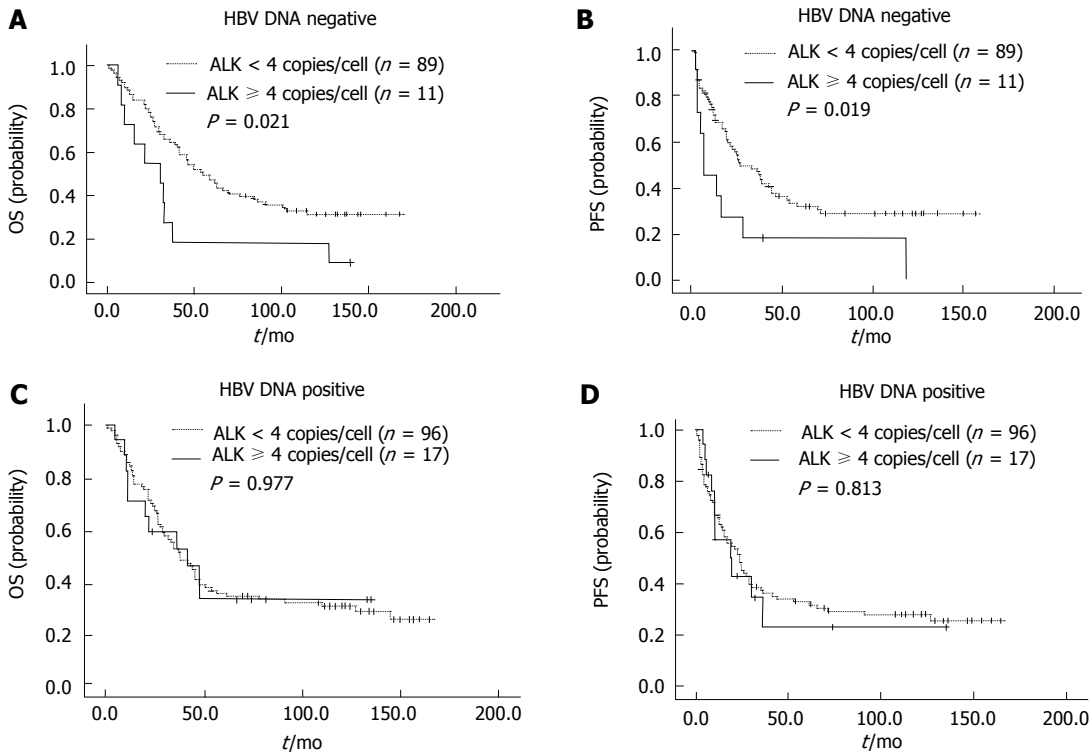 A
HBV DNA negative
ALK < 4 copies/cell (n = 89)
ALK ≥ 4 copies/cell (n = 11)
P = 0.021
OS (probability)
1.0
0.8
0.6
0.4
0.2
0.0
0.0 50.0 100.0 150.0 200.0
t/mo
B
HBV DNA negative
ALK < 4 copies/cell (n = 89)
ALK ≥ 4 copies/cell (n = 11)
P = 0.019
PFS (probability)
1.0
0.8
0.6
0.4
0.2
0.0
0.0 50.0 100.0 150.0 200.0
t/mo
C
HBV DNA positive
ALK < 4 copies/cell (n = 96)
ALK ≥ 4 copies/cell (n = 17)
P = 0.977
OS (probability)
1.0
0.8
0.6
0.4
0.2
0.0
0.0 50.0 100.0 150.0 200.0
t/mo
D
HBV DNA positive
ALK < 4 copies/cell (n = 96)
ALK ≥ 4 copies/cell (n = 17)
P = 0.813
PFS (probability)
1.0
0.8
0.6
0.4
0.2
0.0
0.0 50.0 100.0 150.0 200.0
t/mo